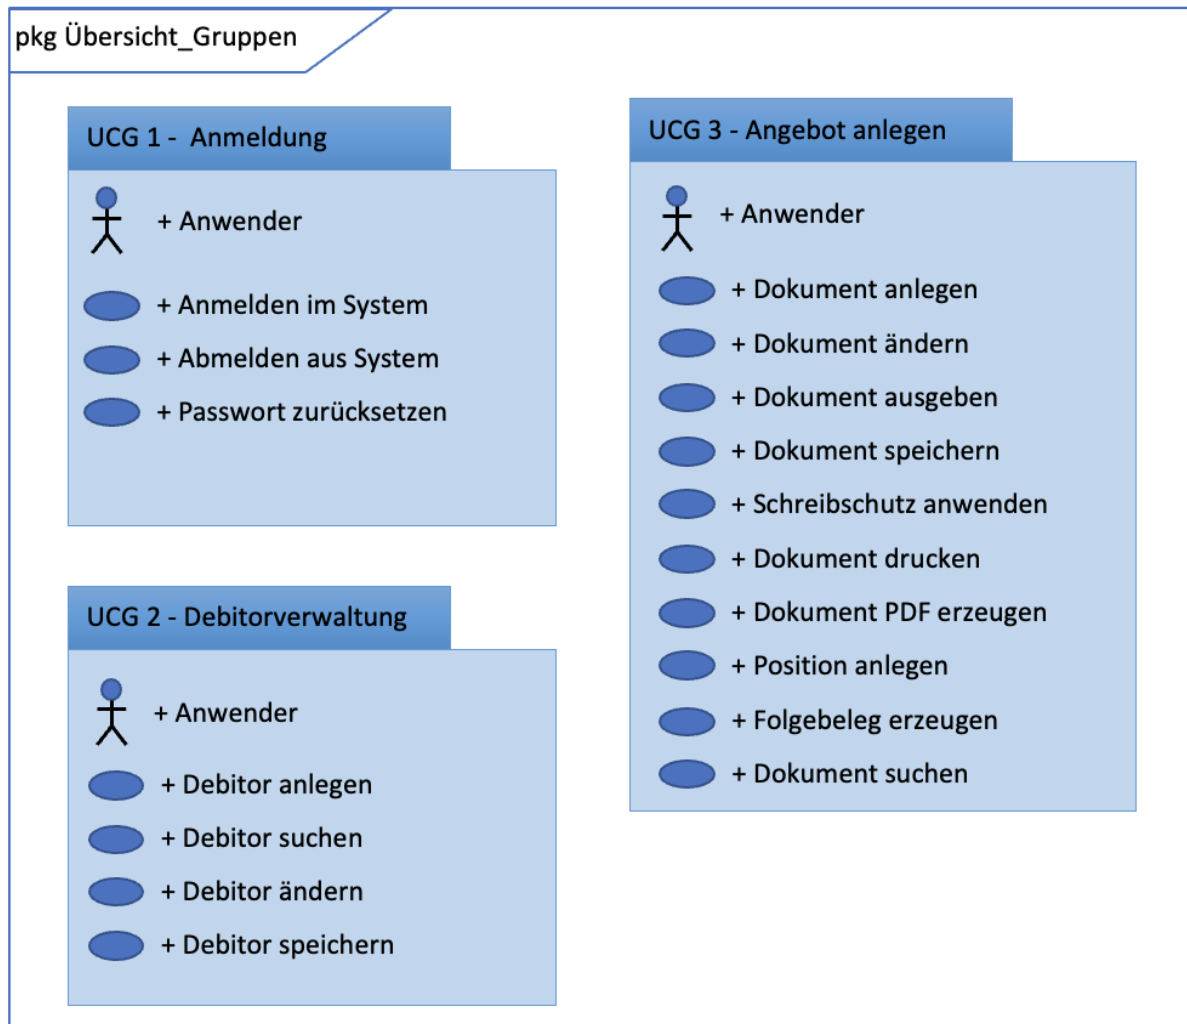 pkg Übersicht_Gruppen
UCG 1 - Anmeldung
+ Anwender
+ Anmelden im System
+ Abmelden aus System
+ Passwort zurücksetzen
UCG 2 - Debitorverwaltung
+ Anwender
+ Debitor anlegen
+ Debitor suchen
+ Debitor ändern
+ Debitor speichern
UCG 3 - Angebot anlegen
+ Anwender
+ Dokument anlegen
+ Dokument ändern
+ Dokument ausgeben
+ Dokument speichern
+ Schreibschutz anwenden
+ Dokument drucken
+ Dokument PDF erzeugen
+ Position anlegen
+ Folgebeleg erzeugen
+ Dokument suchen